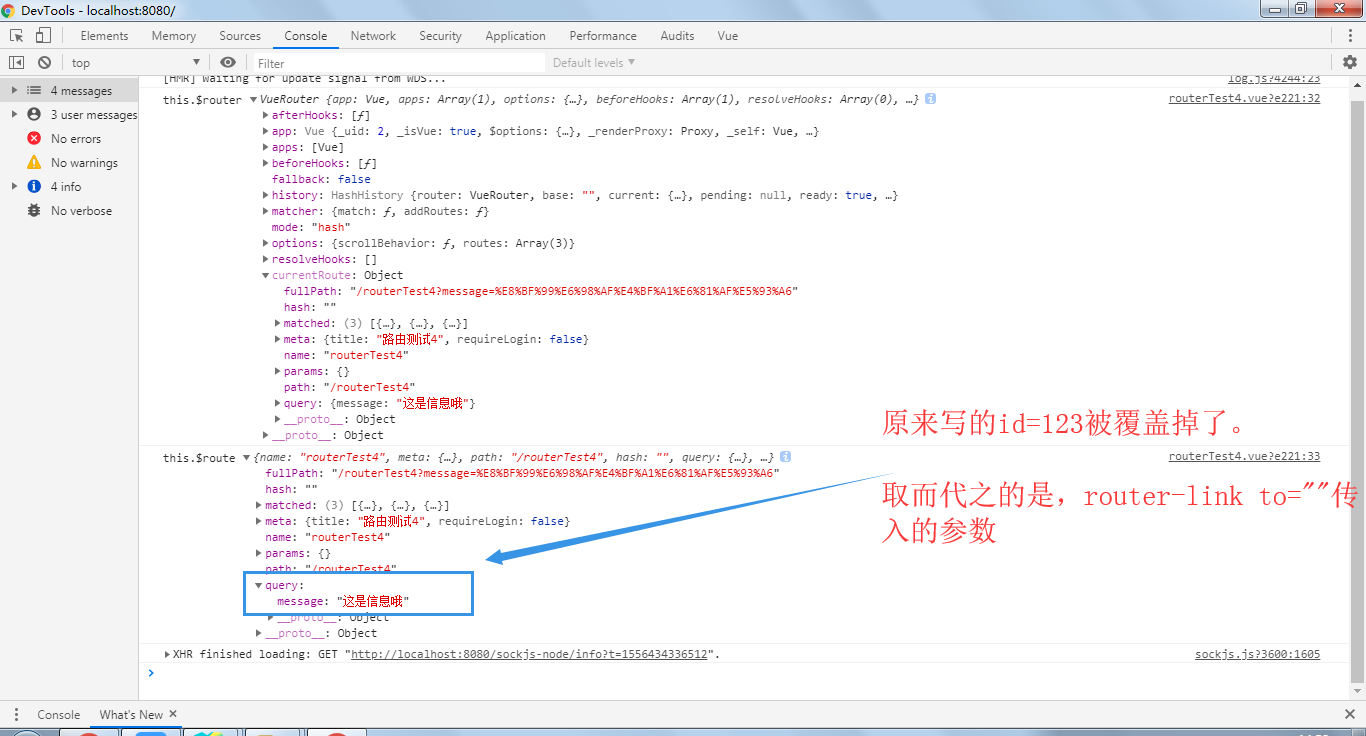 DevTools - localhost:8080/
Elements Memory Sources Console Network Security Application Performance Audits Vue
top Filter Default levels
[HMR] Waiting for update signal from WDS... log.js?4244:23
4 messages
3 user messages
No errors
No warnings
4 info
No verbose
this.$router VueRouter {app: Vue, apps: Array(1), options: {…}, beforeHooks: Array(1), resolveHooks: Array(0), …} routerTest4.vue?e221:32
afterHooks: [ƒ]
app: Vue {_uid: 2, _isVue: true, $options: {…}, _renderProxy: Proxy, _self: Vue, …}
apps: [Vue]
beforeHooks: [ƒ]
fallback: false
history: HashHistory {router: VueRouter, base: "", current: {…}, pending: null, ready: true, …}
matcher: {match: ƒ, addRoutes: ƒ}
mode: "hash"
options: {scrollBehavior: ƒ, routes: Array(3)}
resolveHooks: []
currentRoute: Object
fullPath: "/routerTest4?message=%E8%BF%99%E6%98%AF%E4%BF%A1%E6%81%AF%E5%93%A6"
hash: ""
matched: (3) [{…}, {…}, {…}]
meta: {title: "路由测试4", requireLogin: false}
name: "routerTest4"
params: {}
path: "/routerTest4"
query: {message: "这是信息哦"}
__proto__: Object
__proto__: Object
this.$route {name: "routerTest4", meta: {…}, path: "/routerTest4", hash: "", query: {…}, …} routerTest4.vue?e221:33
fullPath: "/routerTest4?message=%E8%BF%99%E6%98%AF%E4%BF%A1%E6%81%AF%E5%93%A6"
hash: ""
matched: (3) [{…}, {…}, {…}]
meta: {title: "路由测试4", requireLogin: false}
name: "routerTest4"
params: {}
path: "/routerTest4"
query:
message: "这是信息哦"
__proto__: Object
__proto__: Object
XHR finished loading: GET "http://localhost:8080/sockjs-node/info?t=1556434336512". sockjs.js?3600:1605
原来写的id=123被覆盖掉了。
取而代之的是，router-link to=""传
入的参数
Console What's New